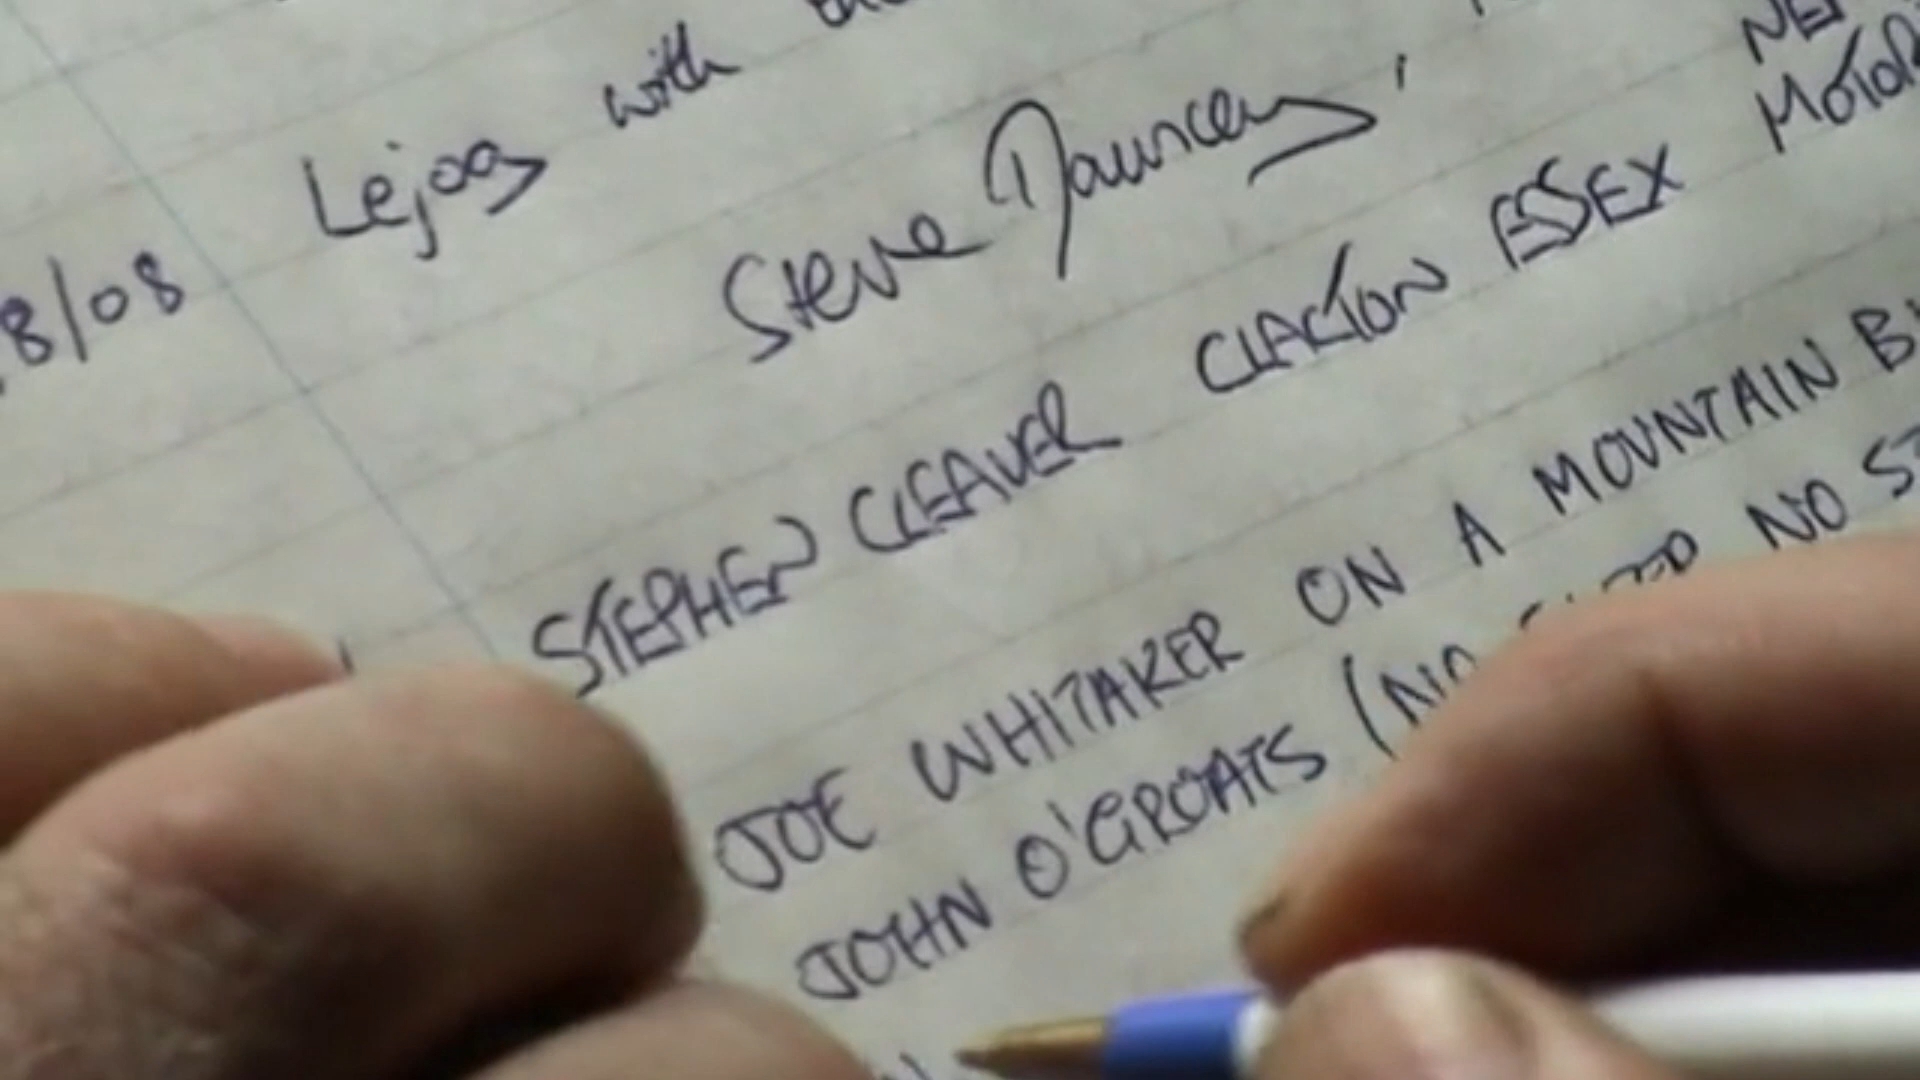 Lejog with
Steve Dauncey
8/08
STEPHEN CLEAVER CLACTON ESSEX
JOE WHITAKER ON A MOUNTAIN
JOHN O'GROATS (NO NO